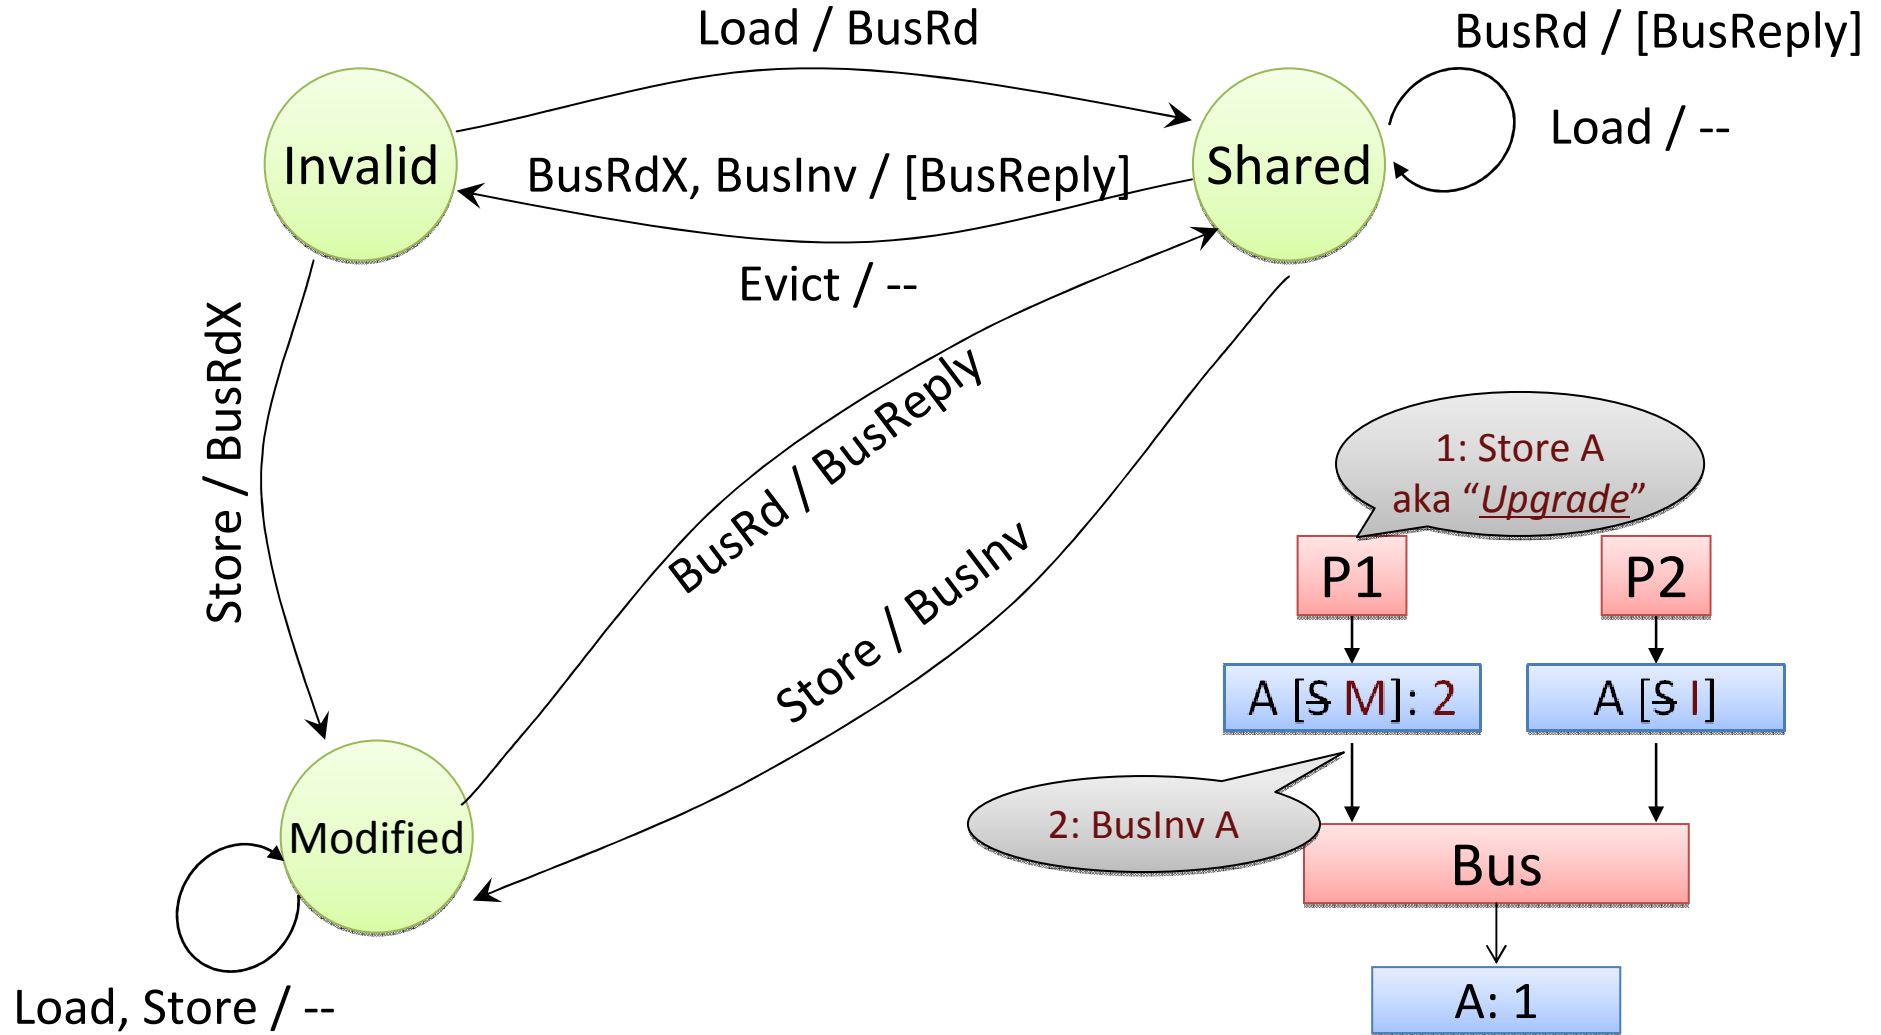 Load / BusRd
BusRd / [BusReply]
Load / --
Invalid
BusRdX, BusInv / [BusReply]
Shared
Evict / --
Store / BusRdX
BusRd / BusReply
Store / BusInv
1: Store A
aka “Upgrade”
P1
P2
A [S M]: 2
A [S I]
Modified
2: BusInv A
Bus
Load, Store / --
A: 1